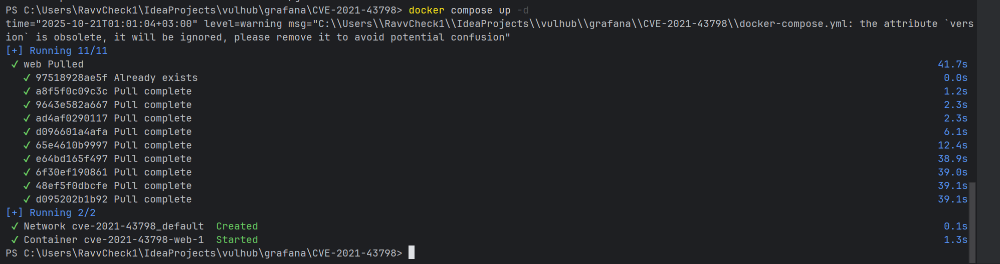 PS C:\Users\RavvCheck1\IdeaProjects\vulhub\grafana\CVE-2021-43798> docker compose up -d
time="2025-10-21T01:01:04+03:00" level=warning msg="C:\\Users\\RavvCheck1\\IdeaProjects\\vulhub\\grafana\\CVE-2021-43798\\docker-compose.yml: the attribute `vers
ion` is obsolete, it will be ignored, please remove it to avoid potential confusion"
[+] Running 11/11
✓ web Pulled 41.7s
✓ 97518928ae5f Already exists 0.0s
✓ a8f5f0c09c3c Pull complete 1.2s
✓ 9643e582a667 Pull complete 2.3s
✓ ad4af0290117 Pull complete 2.3s
✓ d096601a4afa Pull complete 6.1s
✓ 65e4610b9997 Pull complete 12.4s
✓ e64bd165f497 Pull complete 38.9s
✓ 6f30ef190861 Pull complete 39.0s
✓ 48ef5f0dbcfe Pull complete 39.1s
✓ d095202b1b92 Pull complete 39.1s
[+] Running 2/2
✓ Network cve-2021-43798_default Created 0.1s
✓ Container cve-2021-43798-web-1 Started 1.3s
PS C:\Users\RavvCheck1\IdeaProjects\vulhub\grafana\CVE-2021-43798>